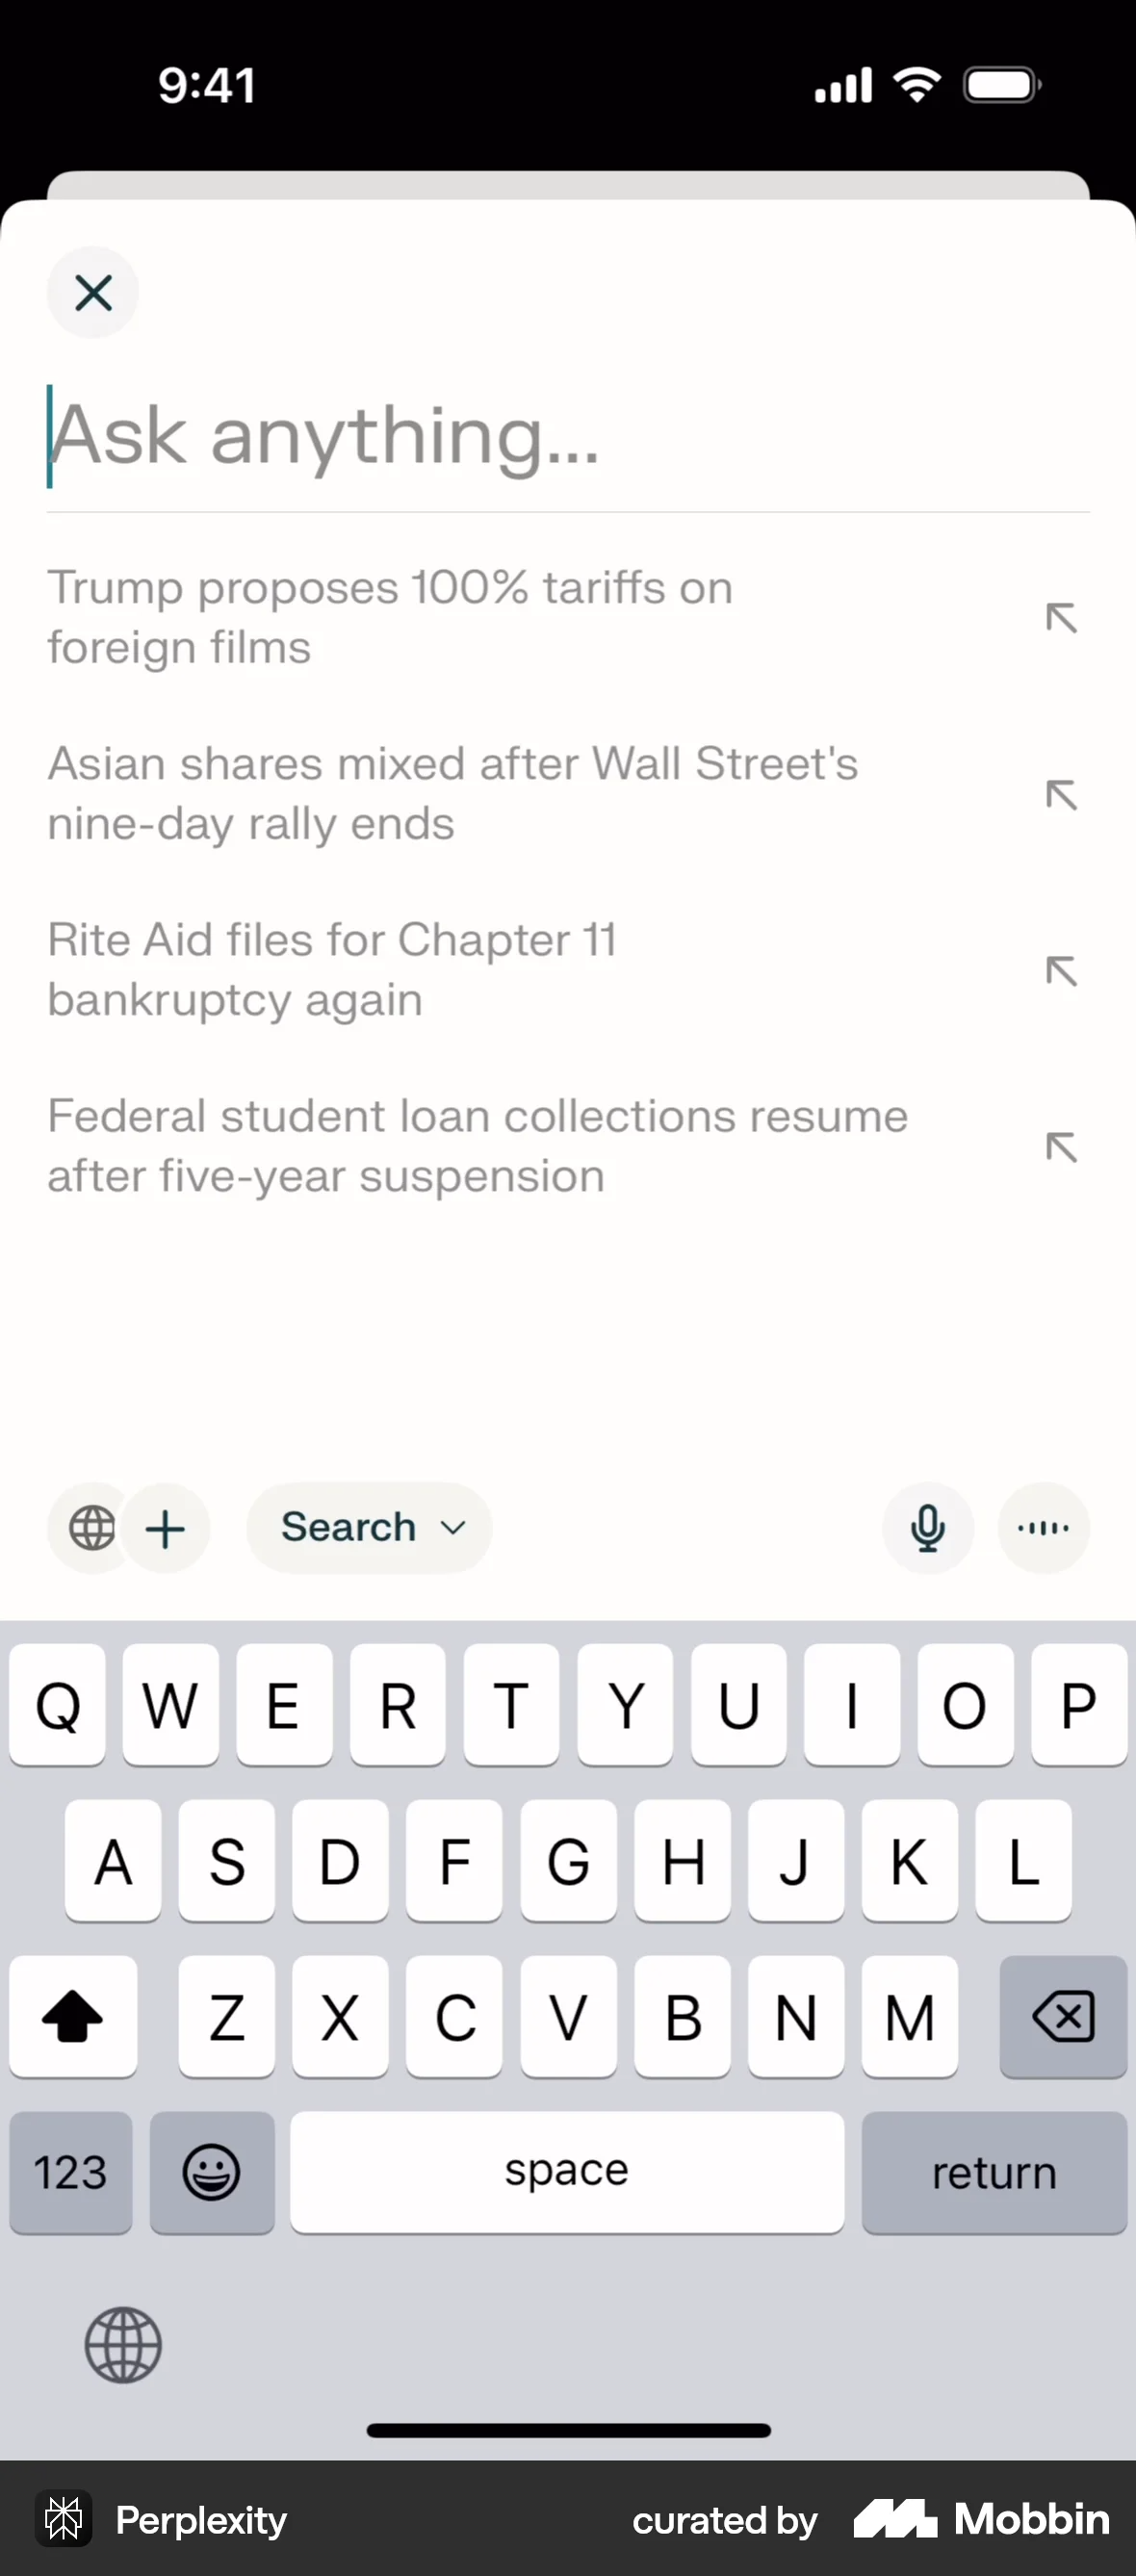 9:41
Ask anything...
Trump proposes 100% tariffs on
foreign films
Asian shares mixed after Wall Street's
nine-day rally ends
Rite Aid files for Chapter 11
bankruptcy again
Federal student loan collections resume
after five-year suspension
Search
Q W E R T Y U I O P
A S D F G H J K L
Z X C V B N M
123 space return
Perplexity curated by Mobbin